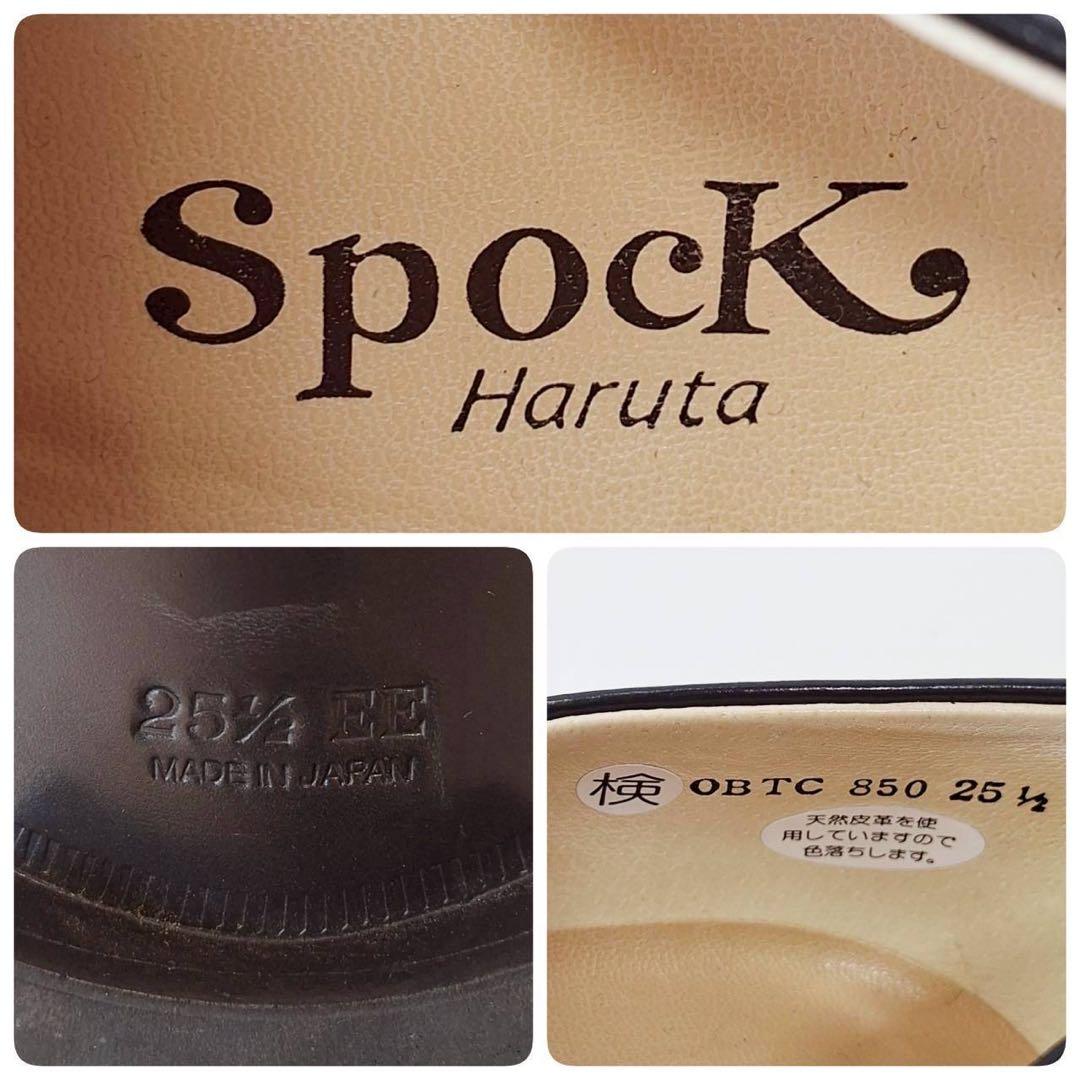 Spock
Haruta
25½ EE
MADE IN JAPAN
検 OBTC 850 25½
天然皮革を使
用していますので
色落ちします。